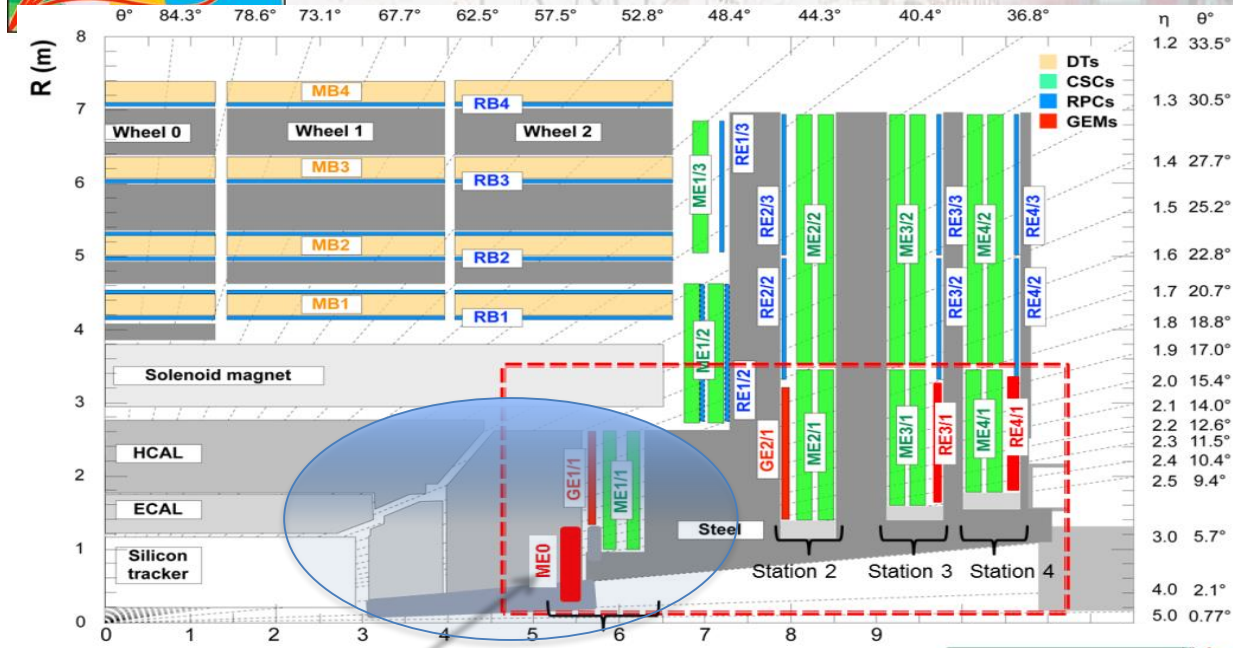 θ° 84.3° 78.6° 73.1° 67.7° 62.5° 57.5° 52.8° 48.4° 44.3° 40.4° 36.8° η θ°
R (m)
8
7
6
5
4
3
2
1
0
1.2 33.5°
1.3 30.5°
1.4 27.7°
1.5 25.2°
1.6 22.8°
1.7 20.7°
1.8 18.8°
1.9 17.0°
2.0 15.4°
2.1 14.0°
2.2 12.6°
2.3 11.5°
2.4 10.4°
2.5 9.4°
3.0 5.7°
4.0 2.1°
5.0 0.77°
DTs
CSCs
RPCs
GEMs
MB4
RB4
Wheel 0
Wheel 1
Wheel 2
MB3
RB3
MB2
RB2
MB1
RB1
Solenoid magnet
HCAL
ECAL
Silicon
tracker
Steel
ME1/3
RE1/3
ME1/2
RE1/2
RE2/3
RE2/2
ME2/2
ME3/2
RE3/3
RE3/2
ME4/2
RE4/3
RE4/2
GE1/1
ME1/1
ME0
GE2/1
ME2/1
ME3/1
RE3/1
ME4/1
RE4/1
Station 2
Station 3
Station 4
0 1 2 3 4 5 6 7 8 9